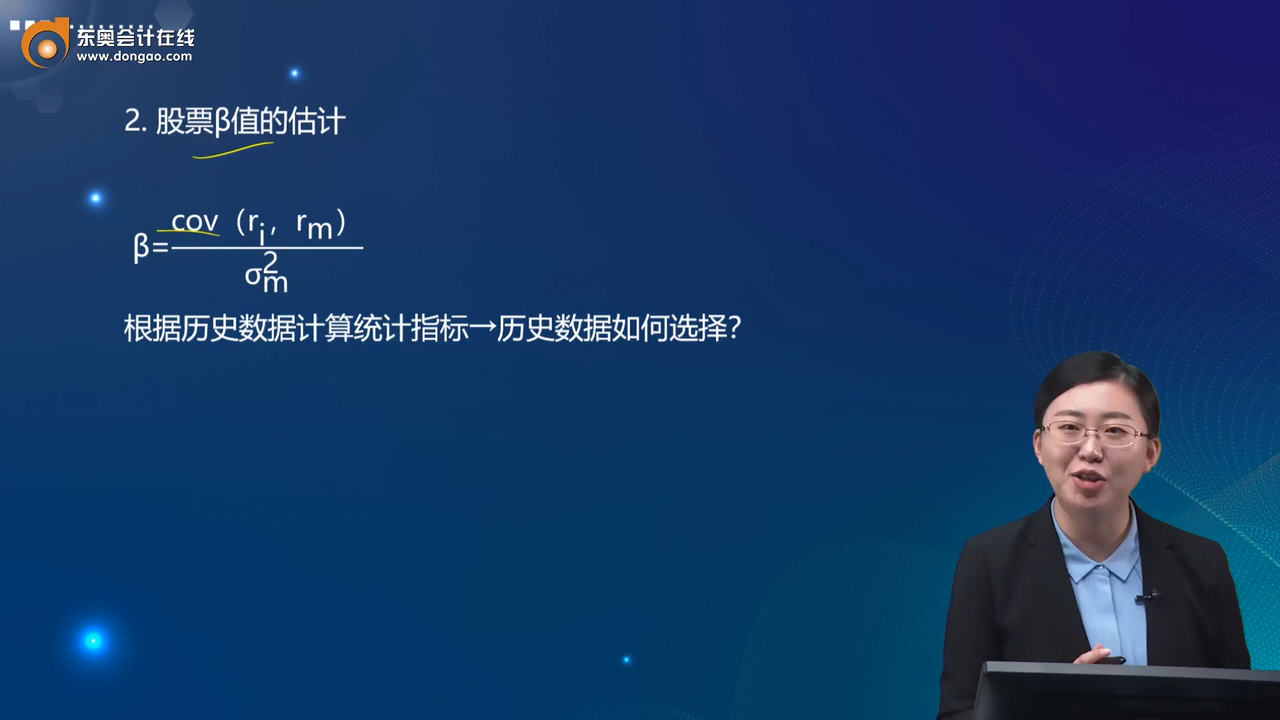 东奥会计在线
www.dongao.com
2. 股票β值的估计
β=cov（ri，rm）/σ²m
根据历史数据计算统计指标→历史数据如何选择?